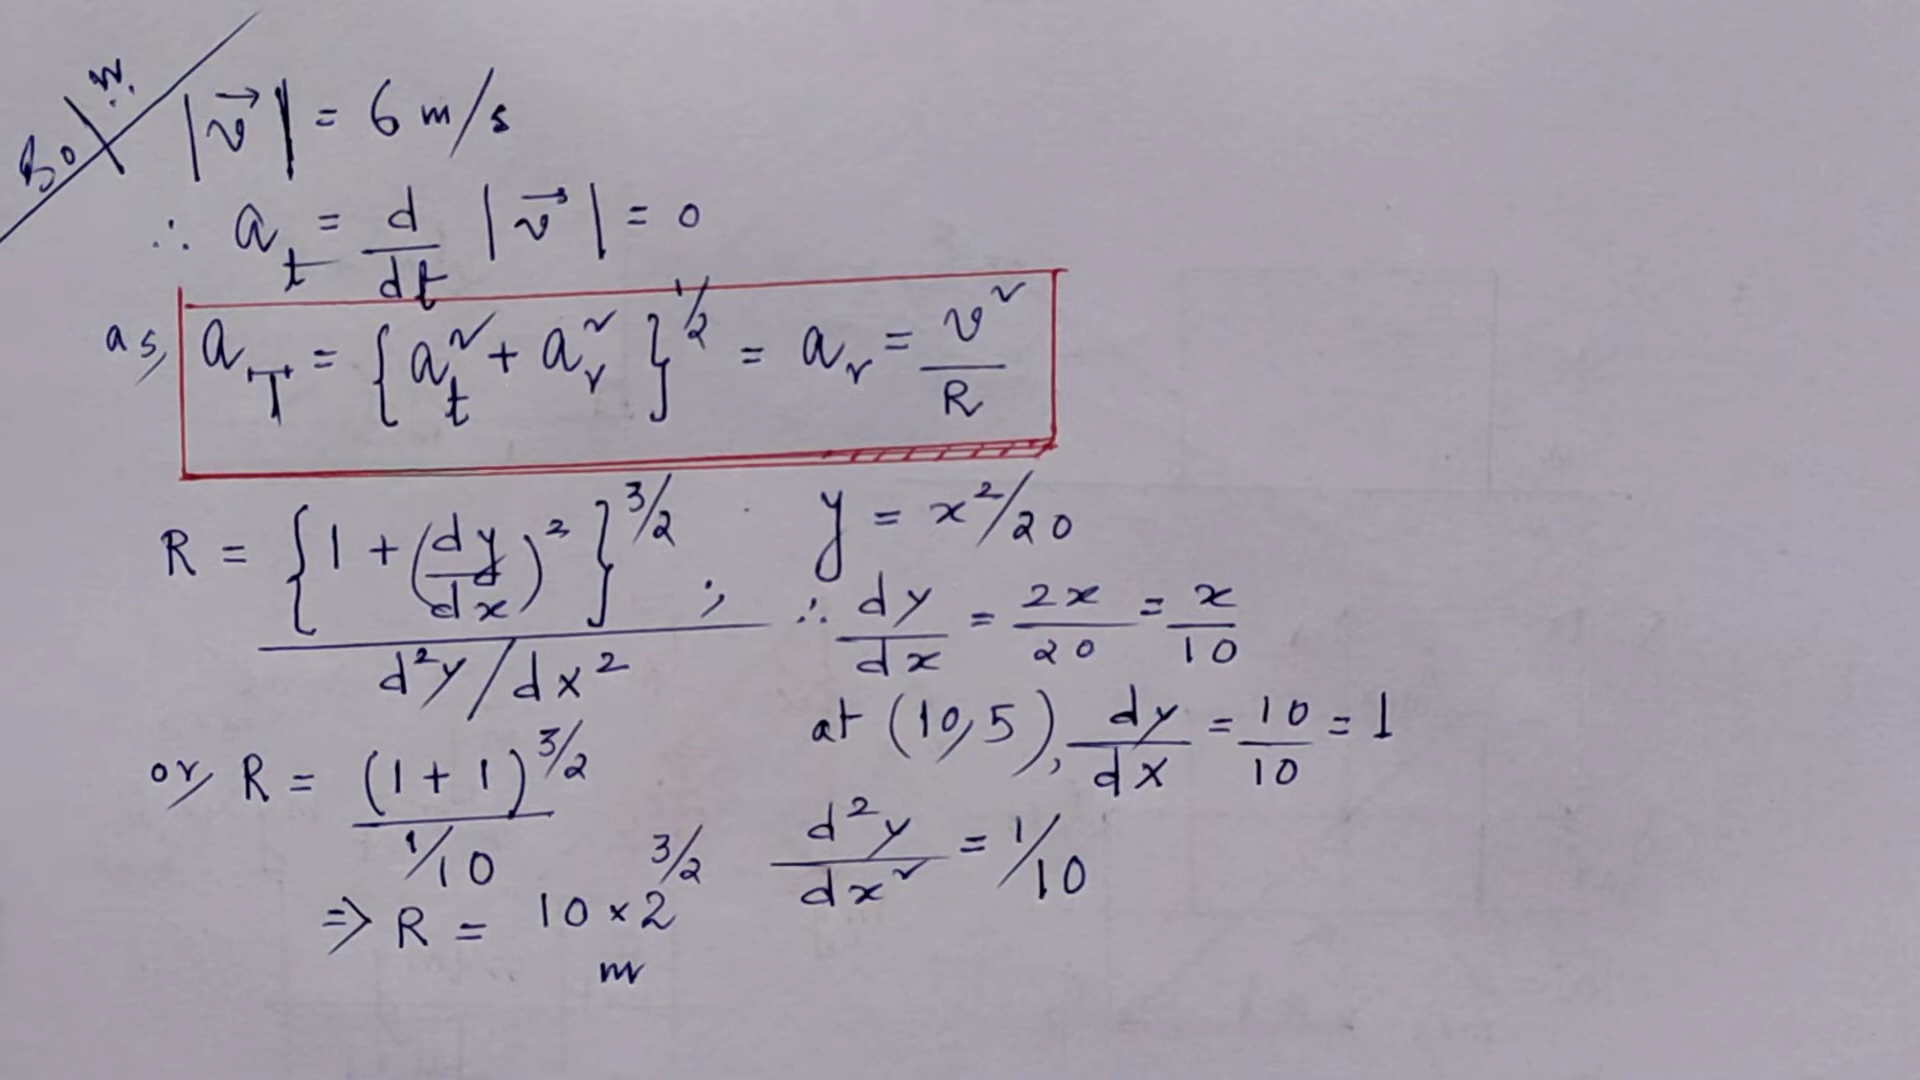 |v⃗| = 6 m/s
∴ a_t = d/dt |v⃗| = 0
as, a_T = {a_t² + a_r²}^1/2 = a_r = v²/R
R = {1 + (dy/dx)²}^3/2 / d²y/dx² ; y = x²/20
∴ dy/dx = 2x/20 = x/10
at (10,5), dy/dx = 10/10 = 1
or, R = (1+1)^3/2 / 1/10
d²y/dx² = 1/10
⇒ R = 10 × 2^3/2 m